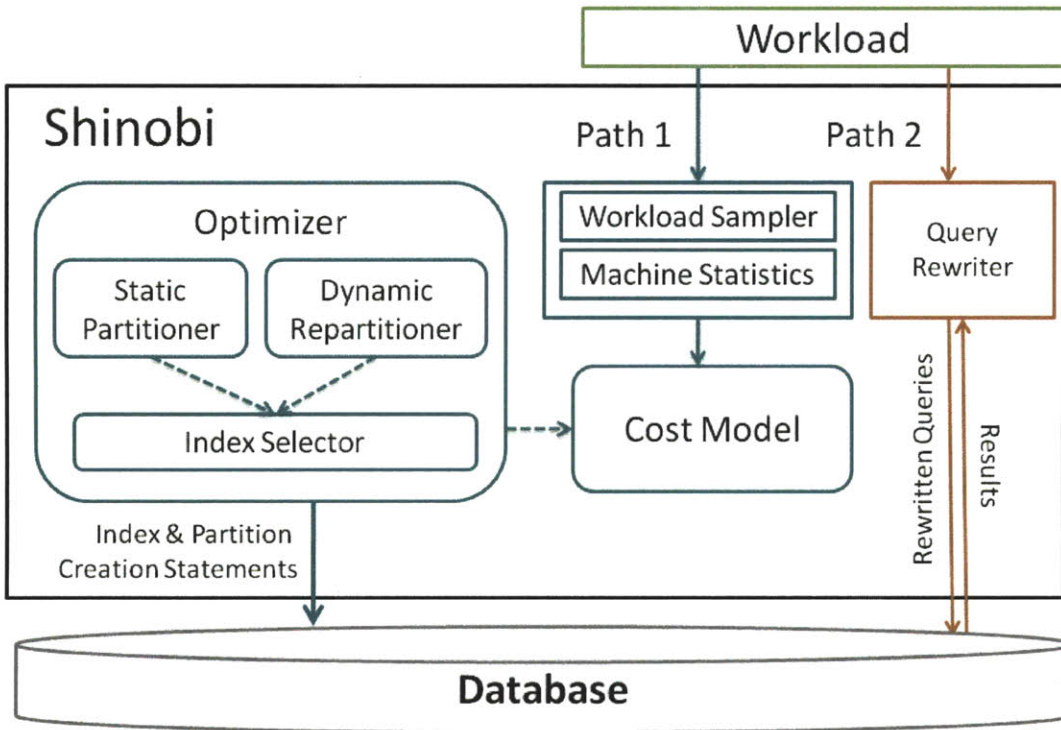 Workload
Shinobi
Path 1
Path 2
Optimizer
Static
Partitioner
Dynamic
Repartitioner
Index Selector
Workload Sampler
Machine Statistics
Cost Model
Query
Rewriter
Rewritten Queries
Results
Index & Partition
Creation Statements
Database